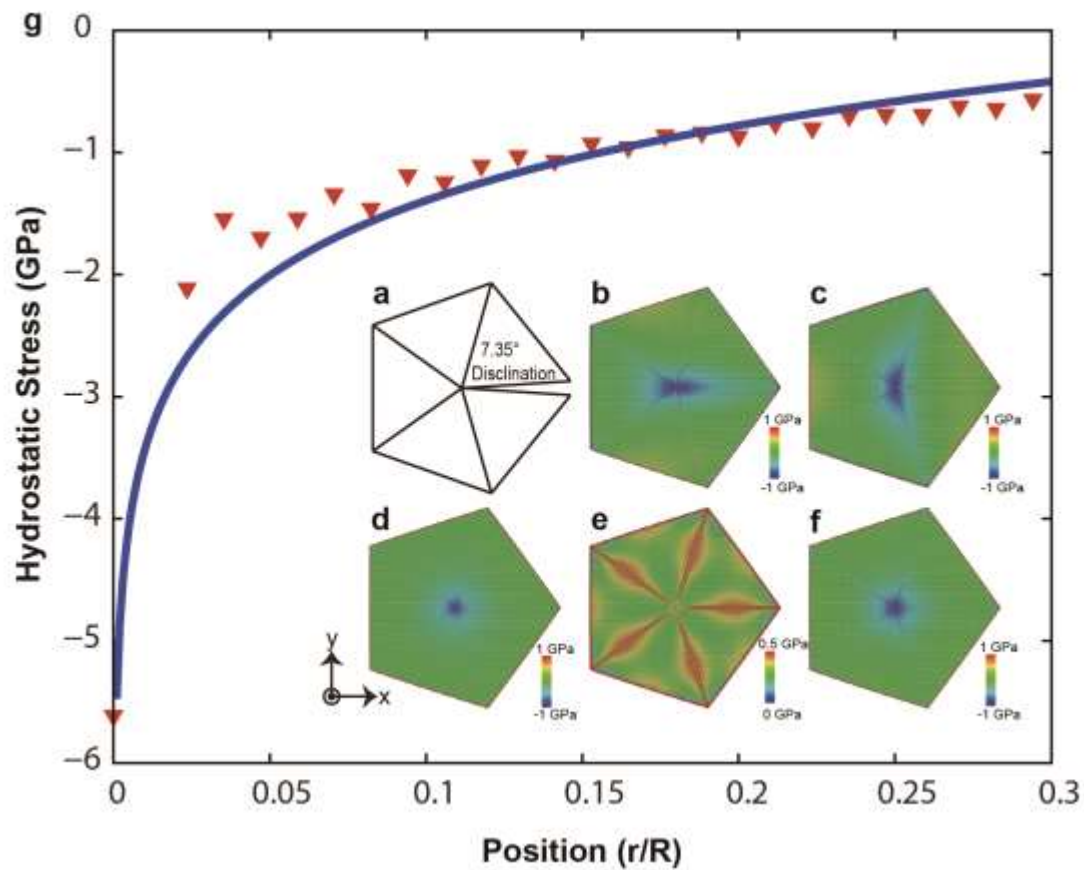 g
0
−1
−2
−3
−4
−5
−6
Hydrostatic Stress (GPa)
a
7.35°
Disclination
b
1 GPa
-1 GPa
c
1 GPa
-1 GPa
d
1 GPa
-1 GPa
e
0.5 GPa
0 GPa
f
1 GPa
-1 GPa
y
x
0
0.05
0.1
0.15
0.2
0.25
0.3
Position (r/R)